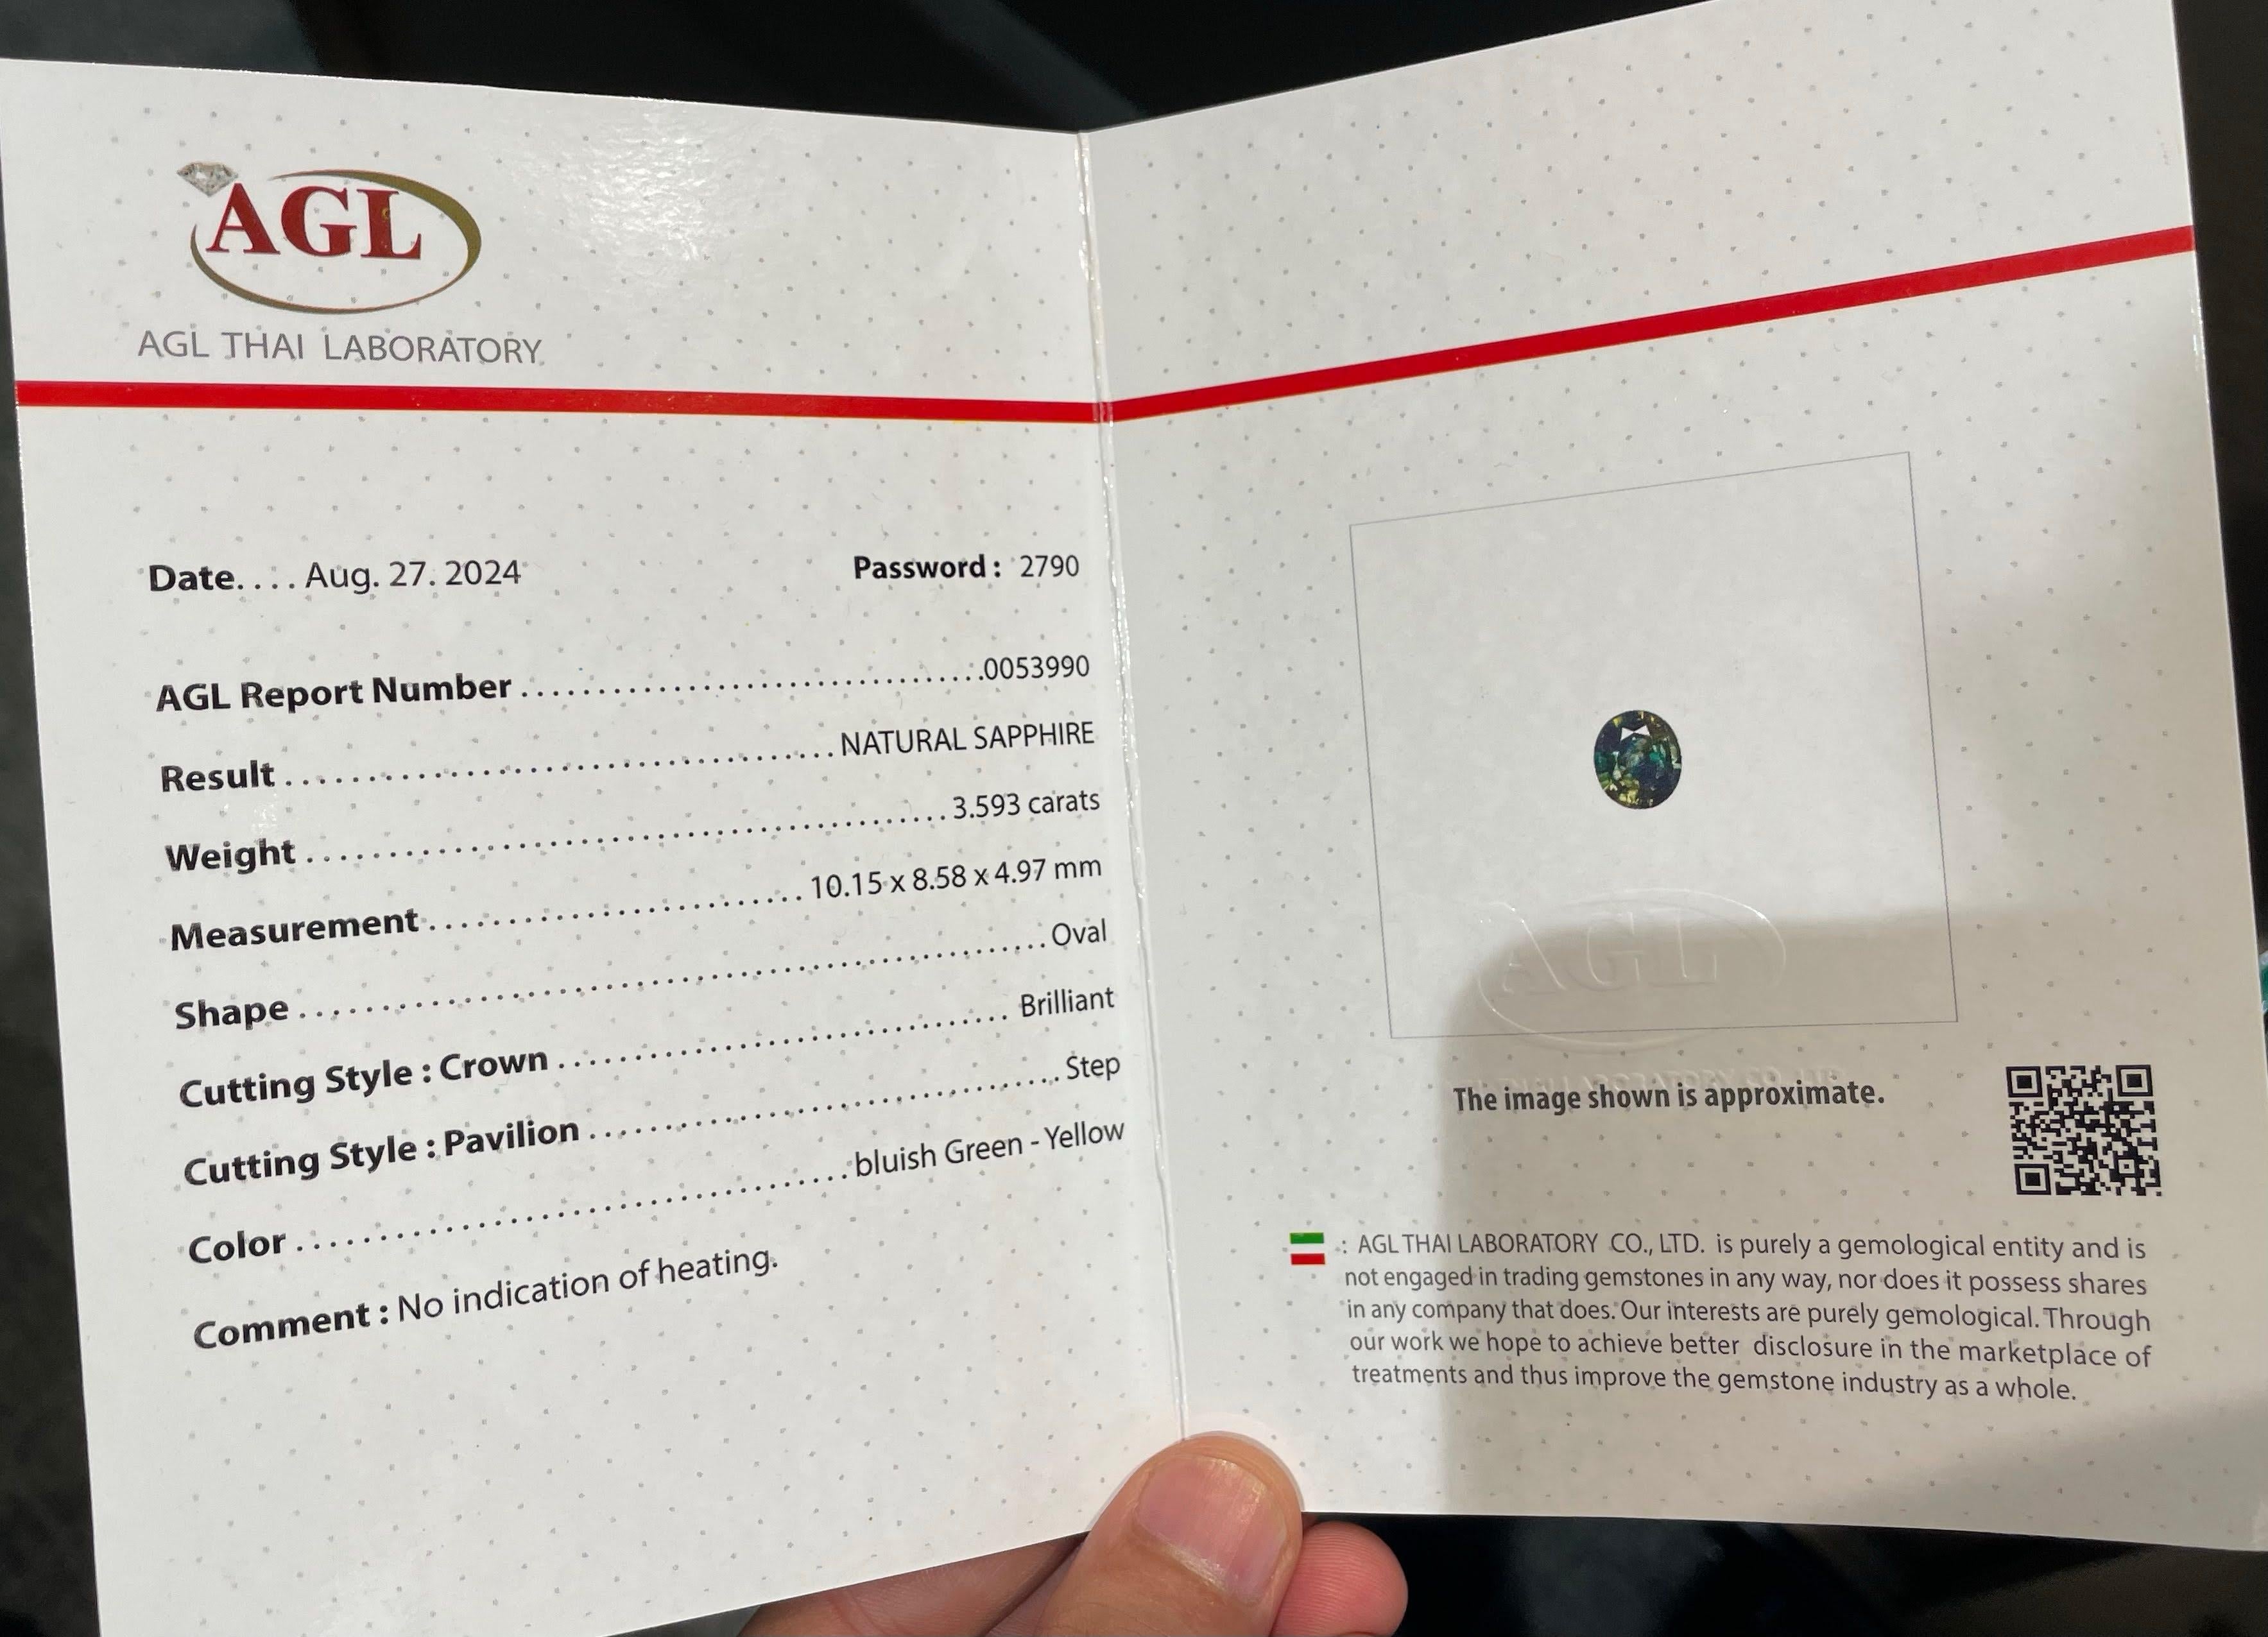 AGL
AGL THAI LABORATORY
Date.... Aug. 27. 2024
Password: 2790
AGL Report Number ..................................0053990
Result ..................................NATURAL SAPPHIRE
Weight ..................................3.593 carats
Measurement ..................................10.15 x 8.58 x 4.97 mm
Shape ..................................Oval
Cutting Style : Crown ..................................Brilliant
Cutting Style : Pavilion ..................................Step
Color ..................................bluish Green - Yellow
Comment : No indication of heating.
AGL
The image shown is approximate.
: AGL THAI LABORATORY CO., LTD. is purely a gemological entity and is
not engaged in trading gemstones in any way, nor does it possess shares
in any company that does. Our interests are purely gemological. Through
our work we hope to achieve better disclosure in the marketplace of
treatments and thus improve the gemstone industry as a whole.